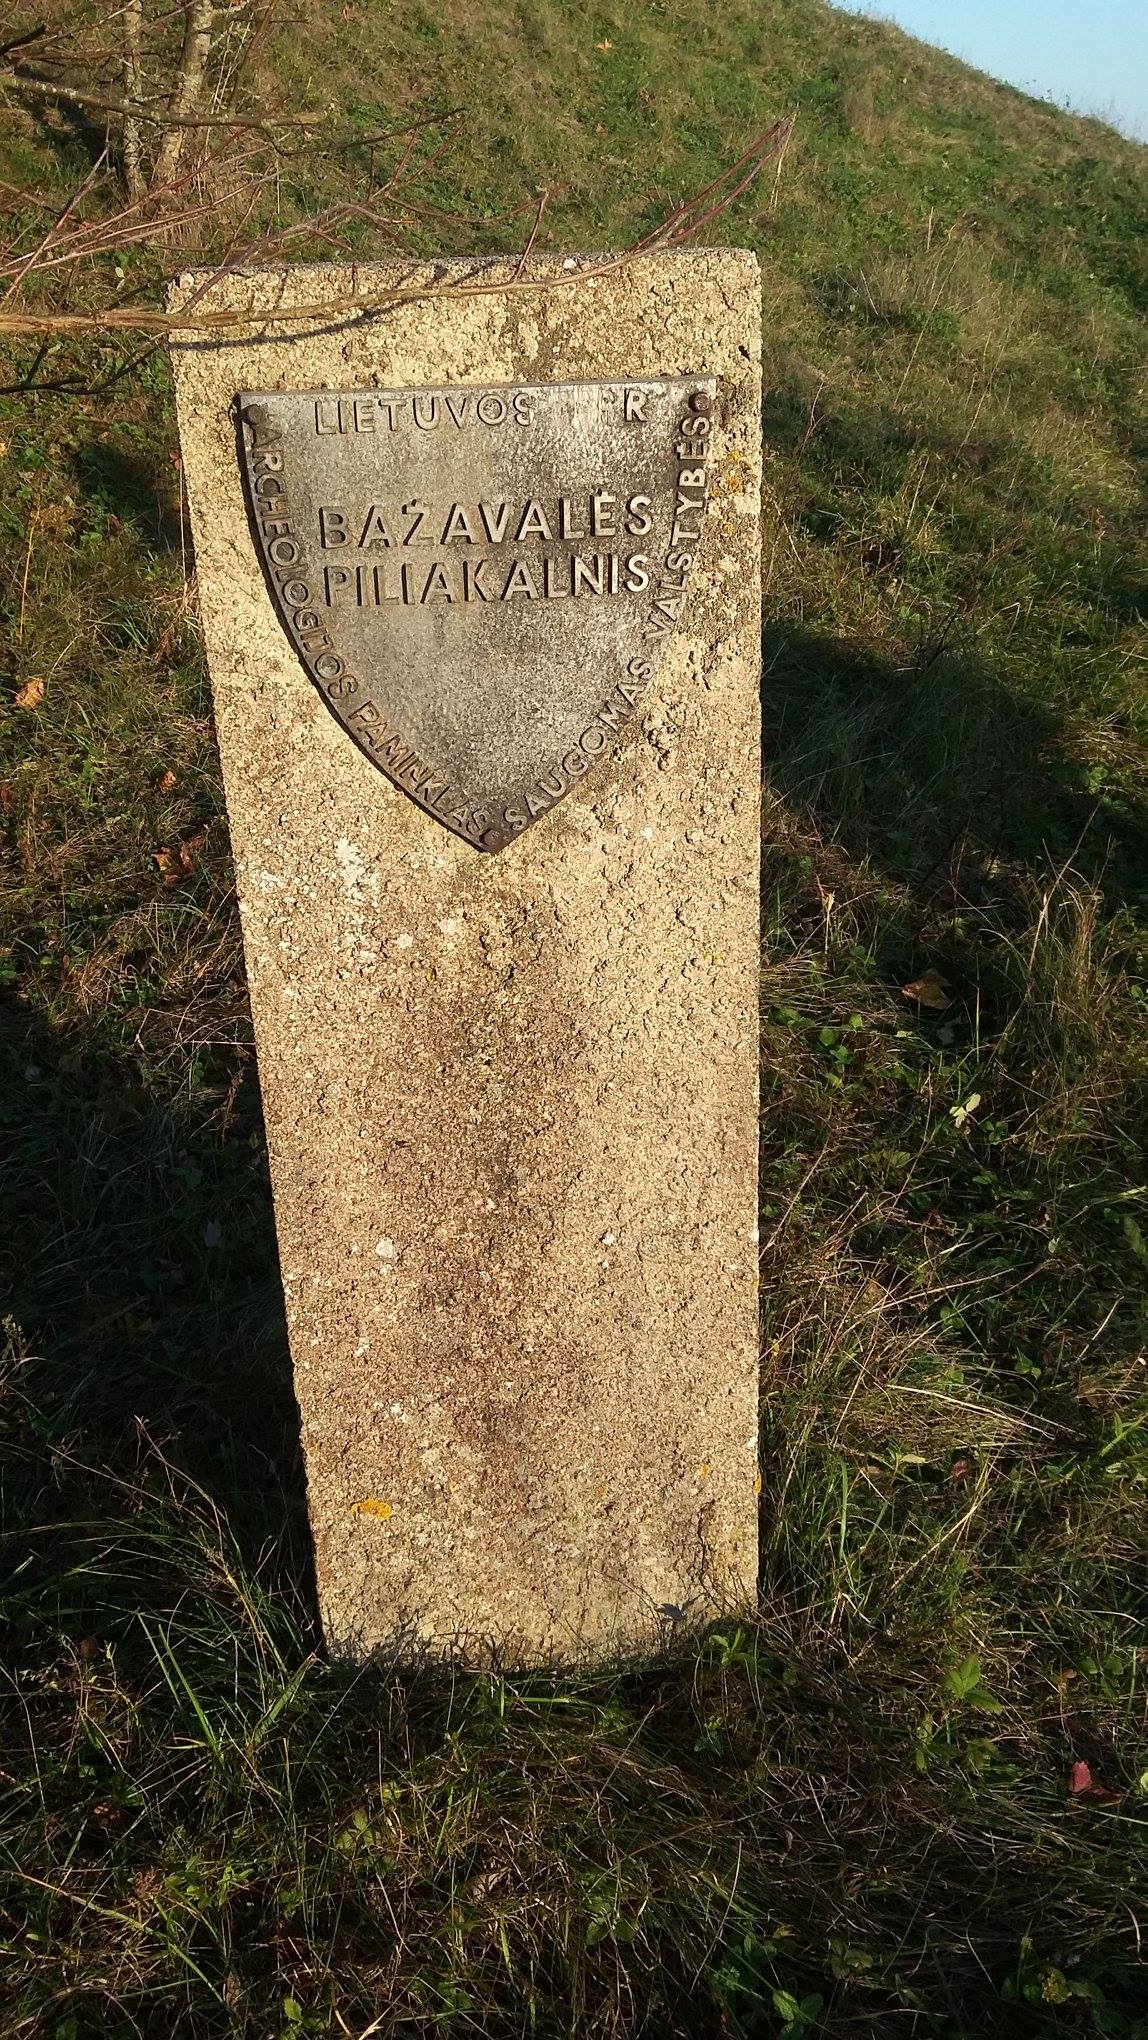 LIETUVOS
BAŽAVALĖS
PILIAKALNIS
ARCHEOLOGIJOS PAMINKLAS
SAUGOMAS VALSTYBĖS